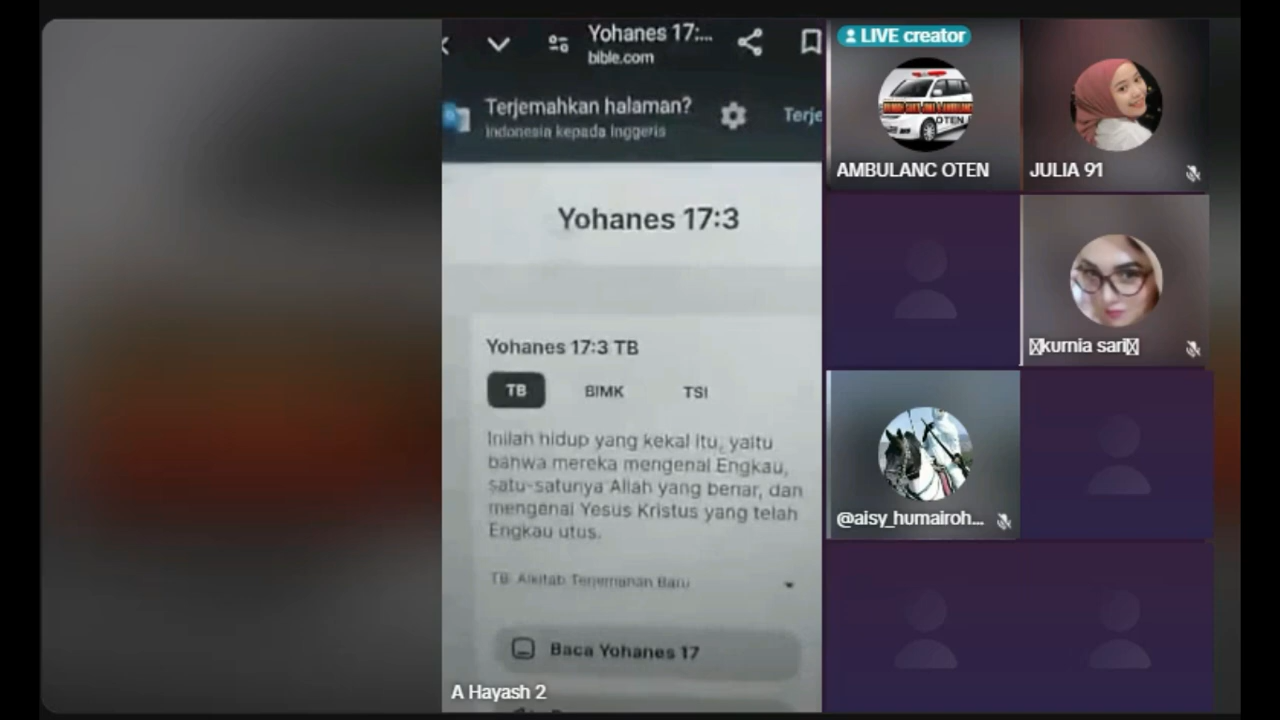 Yohanes 17:...
bible.com
Terjemahkan halaman?
Indonesia kepada Inggeris
Terje
Yohanes 17:3
Yohanes 17:3 TB
TB BIMK TSI
Inilah hidup yang kekal itu, yaitu
bahwa mereka mengenal Engkau,
satu-satunya Allah yang benar, dan
mengenal Yesus Kristus yang telah
Engkau utus.
TB: Alkitab Terjemahan Baru
Baca Yohanes 17
A Hayash 2
LIVE creator
OTEN
AMBULANC OTEN
JULIA 91
kurnia sari
@aisy_humairoh...